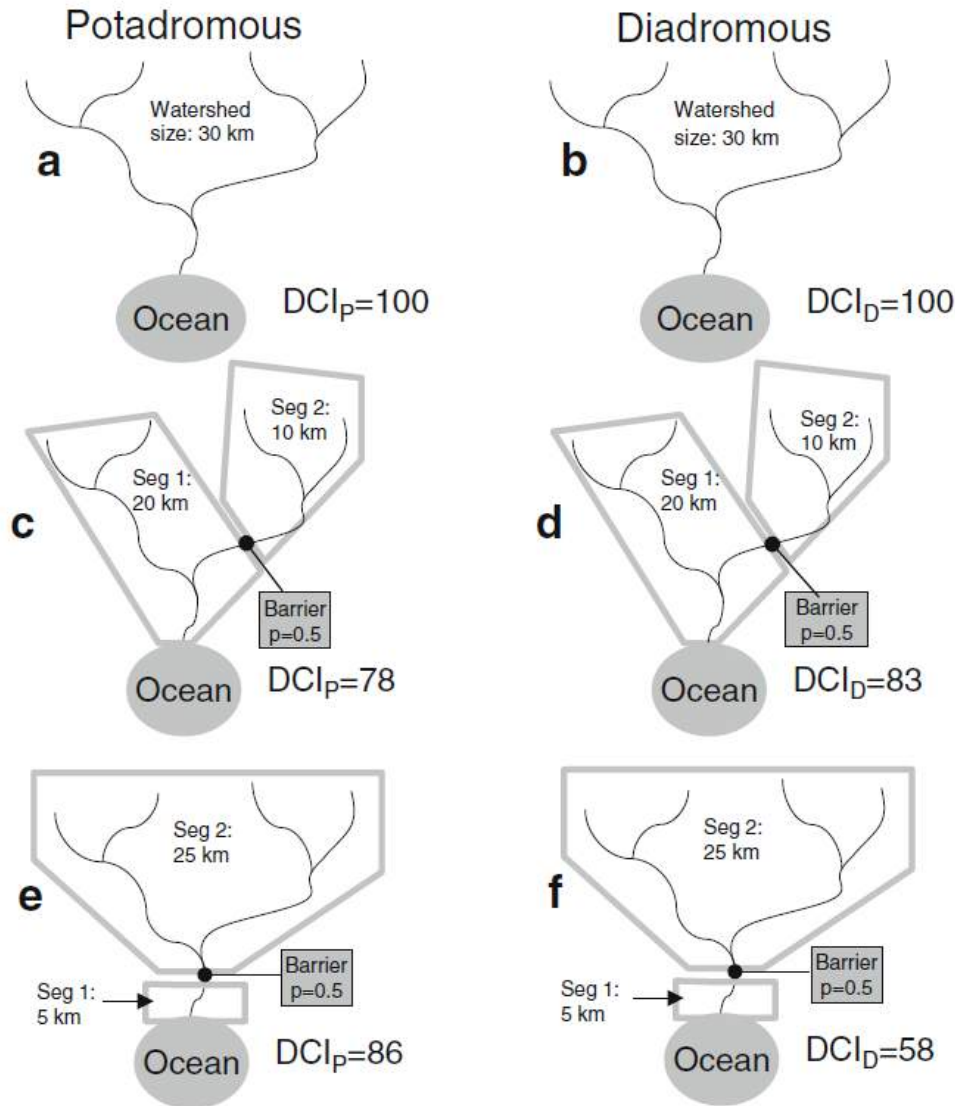 Potadromous
Diadromous
Watershed
size: 30 km
a
Ocean
DCIP=100
Watershed
size: 30 km
b
Ocean
DCID=100
Seg 2:
10 km
Seg 1:
20 km
c
Barrier
p=0.5
Ocean
DCIP=78
Seg 2:
10 km
Seg 1:
20 km
d
Barrier
p=0.5
Ocean
DCID=83
Seg 2:
25 km
e
Barrier
p=0.5
Seg 1:
5 km
Ocean
DCIP=86
Seg 2:
25 km
f
Barrier
p=0.5
Seg 1:
5 km
Ocean
DCID=58